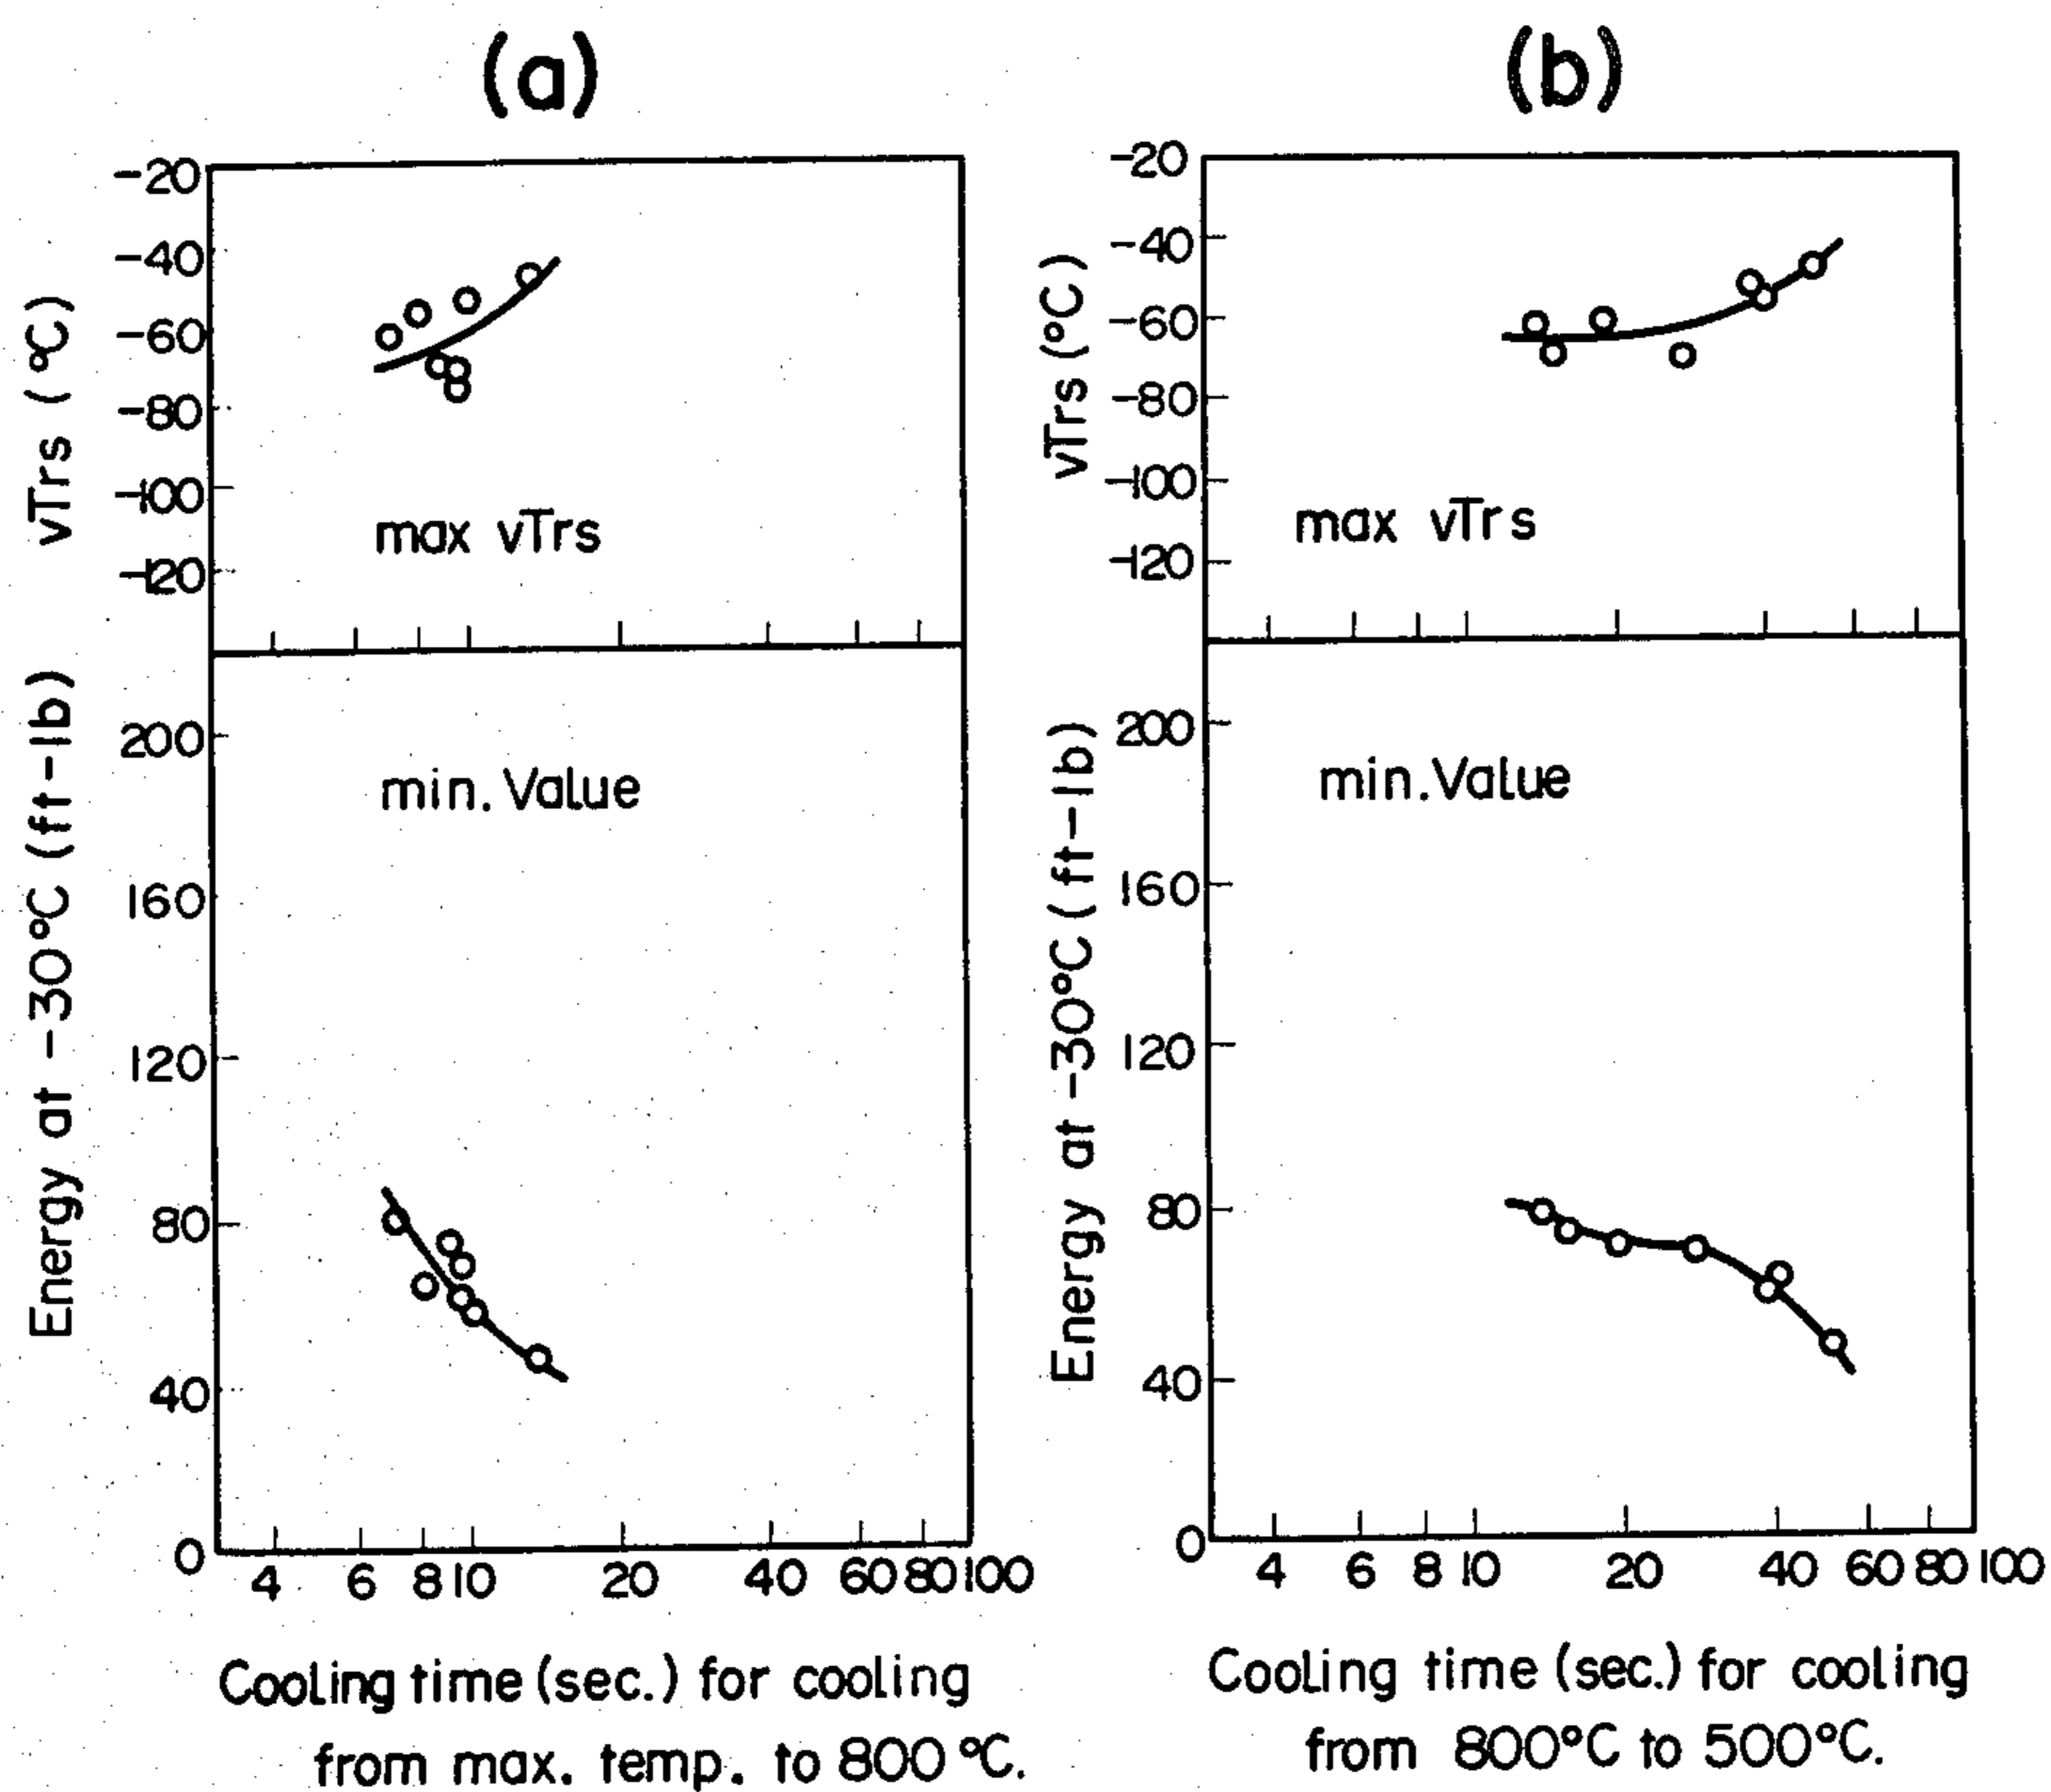 (a)
-20
-40
-60
-80
-100
-120
vTrs (°C)
max vTrs
200
160
120
80
40
0
Energy at -30°C (ft-lb)
min. Value
4 6 8 10 20 40 60 80 100
Cooling time (sec.) for cooling
from max. temp. to 800 °C.
(b)
-20
-40
-60
-80
-100
-120
vTrs (°C)
max vTrs
200
160
120
80
40
0
Energy at -30°C (ft-lb)
min. Value
4 6 8 10 20 40 60 80 100
Cooling time (sec.) for cooling
from 800°C to 500°C.